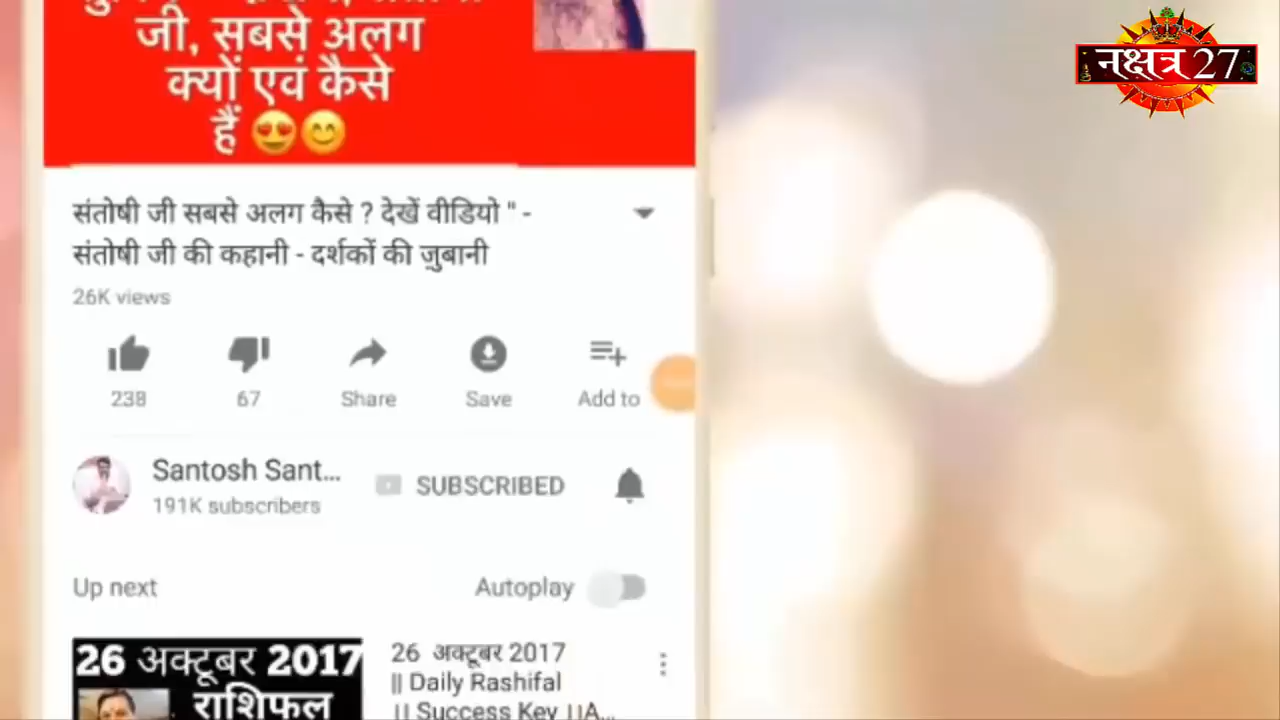 जी, सबसे अलग
क्यों एवं कैसे
हैं 😍😊
नक्षत्र 27
संतोषी जी सबसे अलग कैसे ? देखें वीडियो " -
संतोषी जी की कहानी - दर्शकों की ज़ुबानी
26K views
238
67
Share
Save
Add to
Santosh Sant...
191K subscribers
SUBSCRIBED
Up next
Autoplay
26 अक्टूबर 2017
राशिफल
26 अक्टूबर 2017
|| Daily Rashifal
|| Success Key ||A...